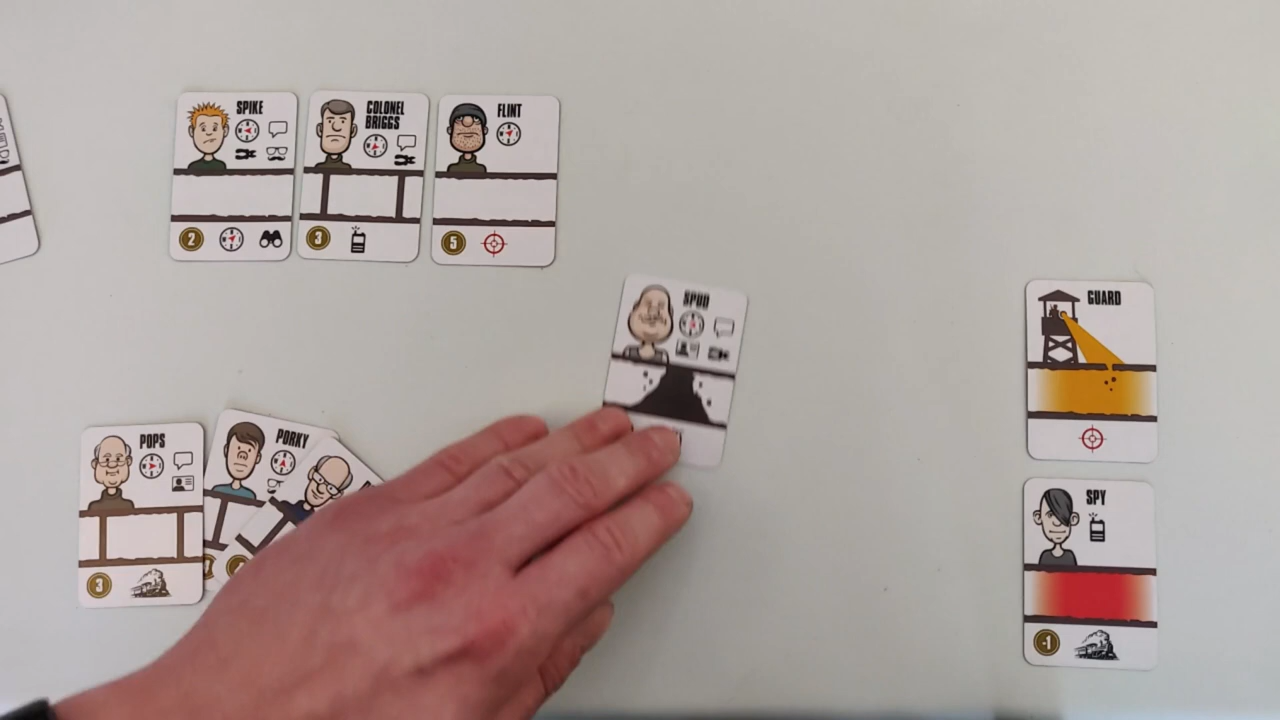 SPIKE
2
COLONEL
BRIGGS
3
FLINT
5
SPUD
GUARD
POPS
3
PORKY
SPY
-1